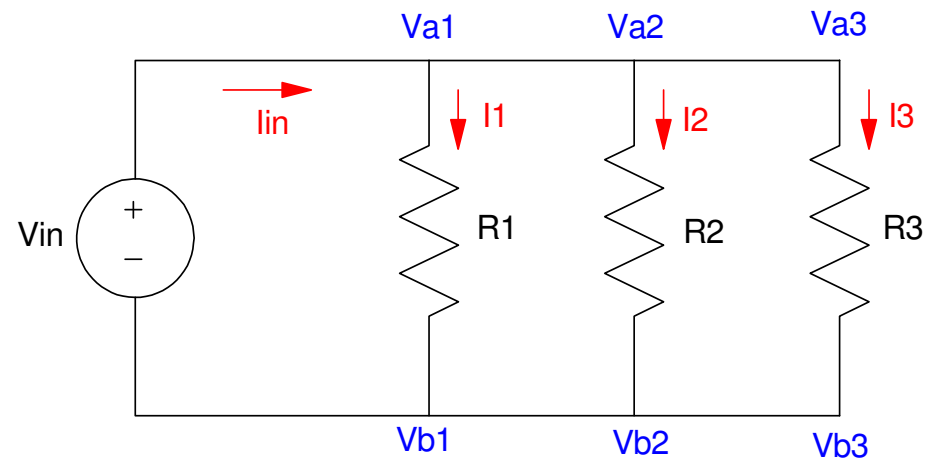 Va1 Va2 Va3
Iin I1 I2 I3
+
Vin R1 R2 R3
−
Vb1 Vb2 Vb3